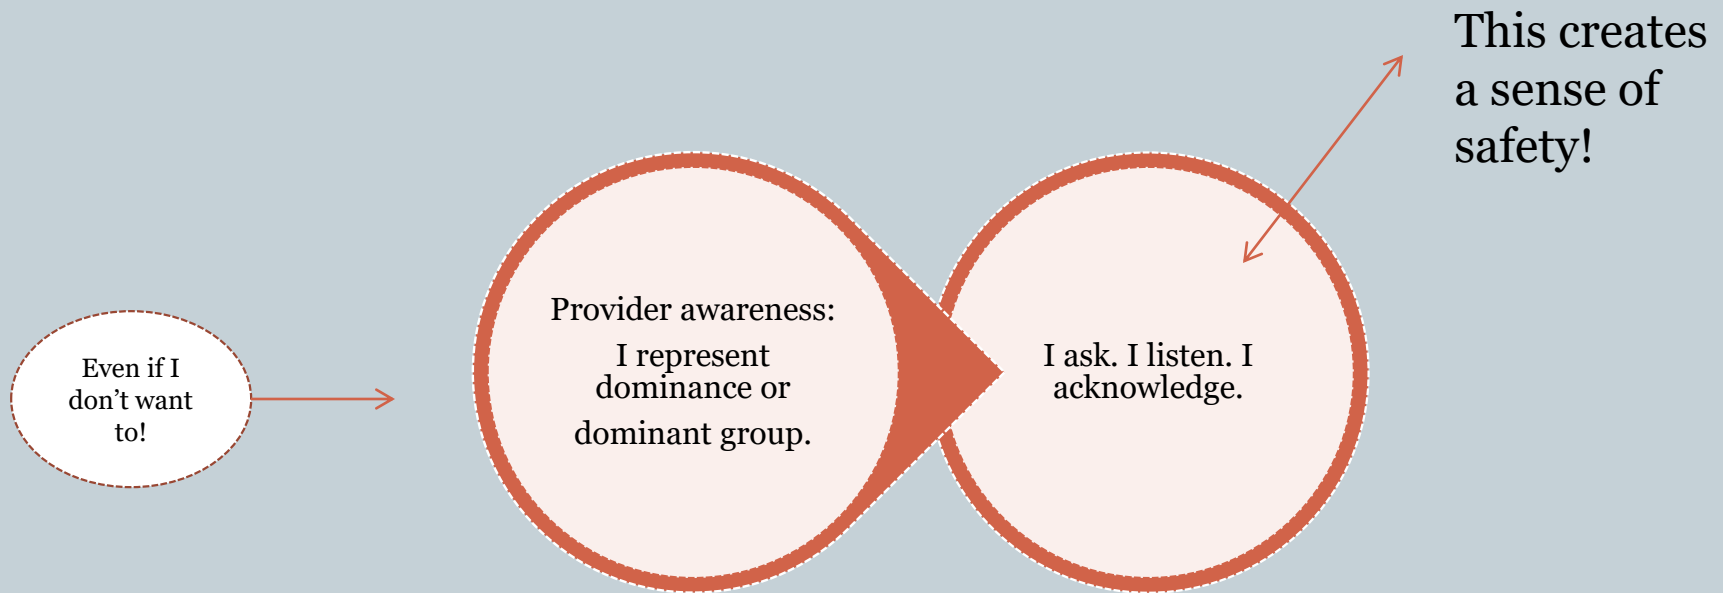 Even if I
don’t want
to!
Provider awareness:
I represent
dominance or
dominant group.
I ask. I listen. I
acknowledge.
This creates
a sense of
safety!